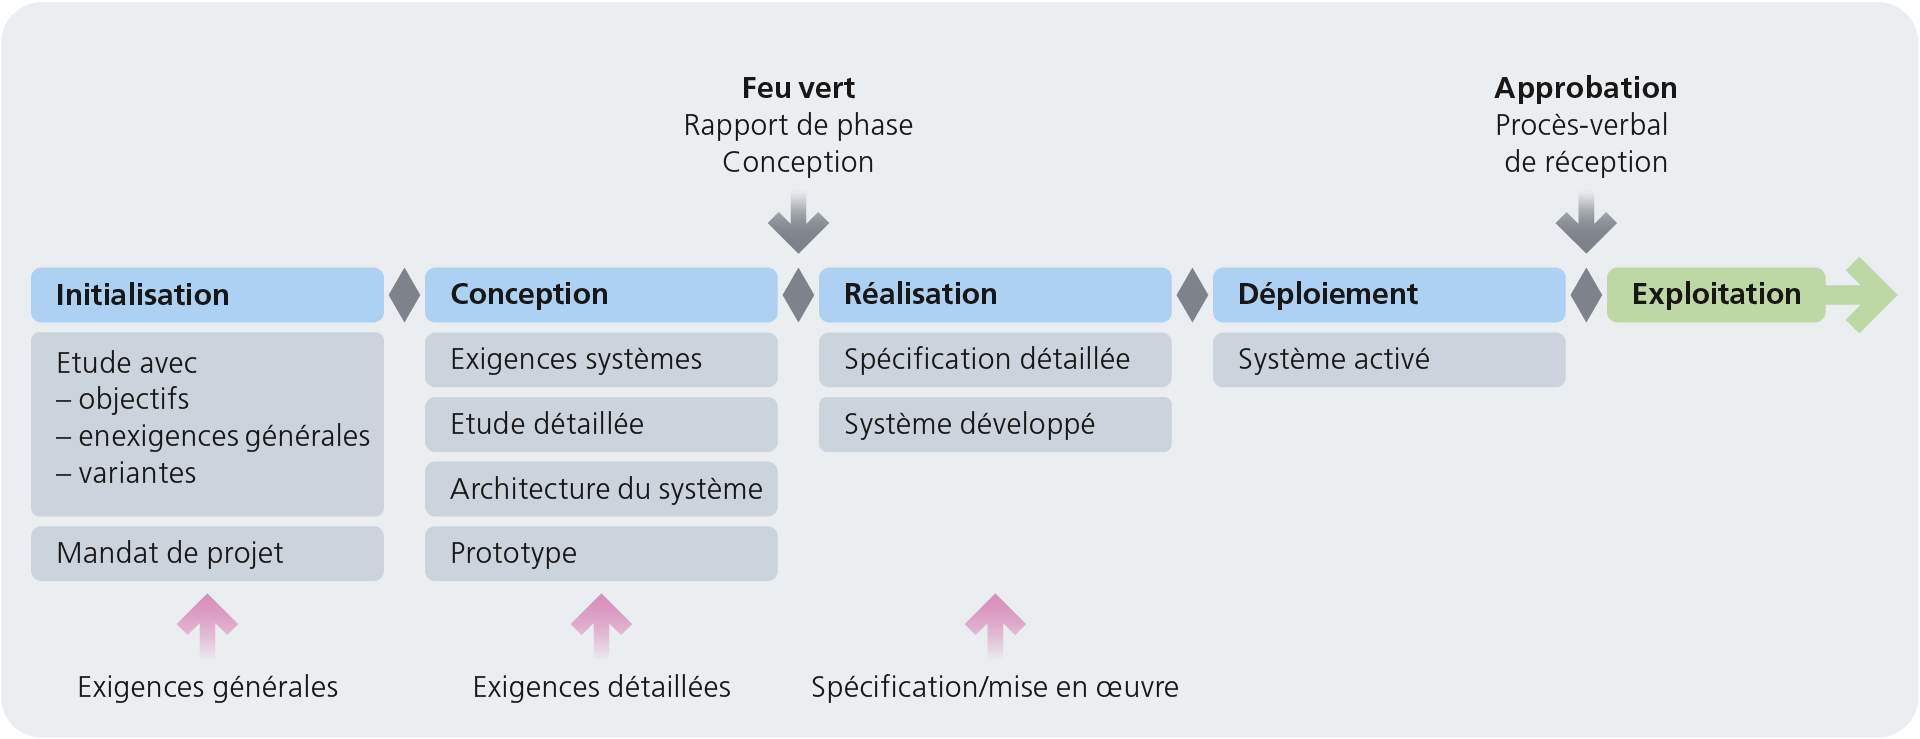 Feu vert
Rapport de phase
Conception
Approbation
Procès-verbal
de réception
Initialisation
Conception
Réalisation
Déploiement
Exploitation
Etude avec
– objectifs
– enexigences générales
– variantes
Mandat de projet
Exigences systèmes
Etude détaillée
Architecture du système
Prototype
Spécification détaillée
Système développé
Système activé
Exigences générales
Exigences détaillées
Spécification/mise en œuvre